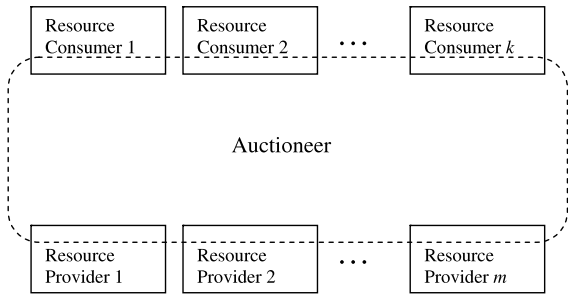 Resource
Consumer 1
Resource
Consumer 2
...
Resource
Consumer k
Auctioneer
Resource
Provider 1
Resource
Provider 2
...
Resource
Provider m